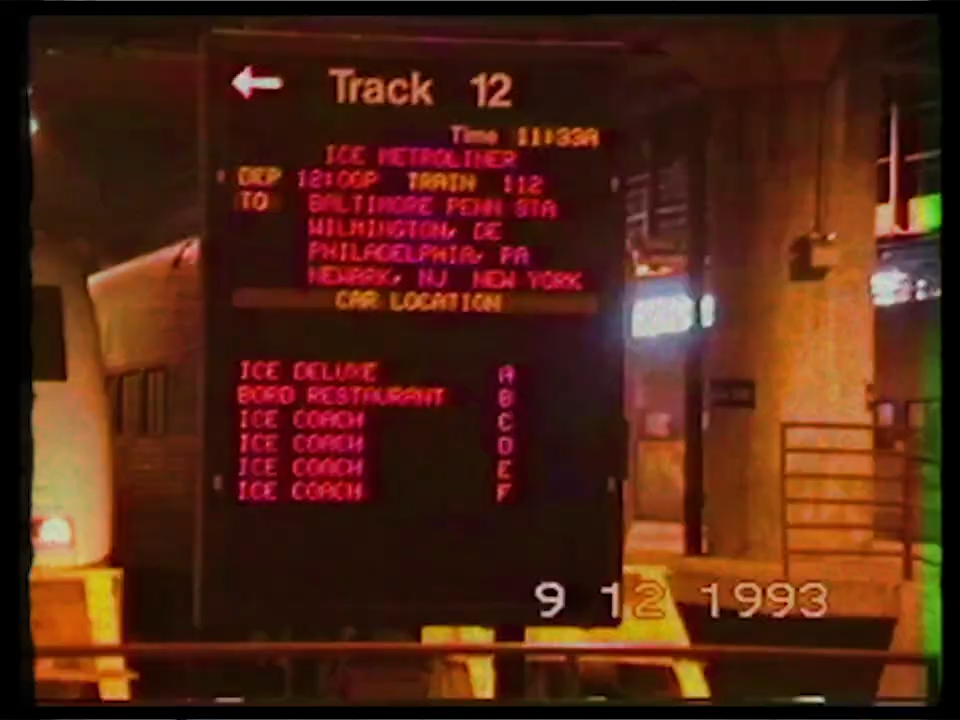 ← Track 12
Time 11:33A
ICE METROLINER
DEP 12:00P TRAIN 112
TO BALTIMORE PENN STA
WILMINGTON, DE
PHILADELPHIA, PA
NEWARK, NJ NEW YORK
CAR LOCATION
ICE DELUXE A
BORD RESTAURANT B
ICE COACH C
ICE COACH D
ICE COACH E
ICE COACH F
9 12 1993